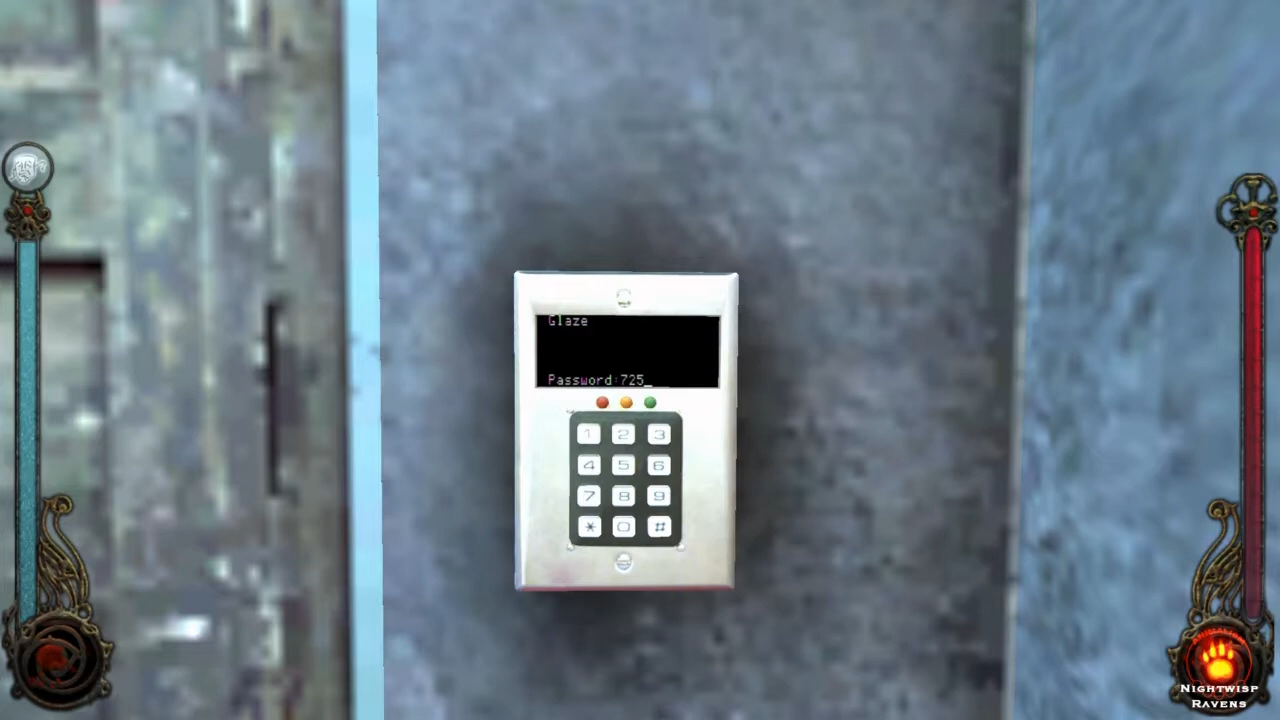 Glaze
Password:725_
1 2 3
4 5 6
7 8 9
* 0 #
Nightwisp
Ravens